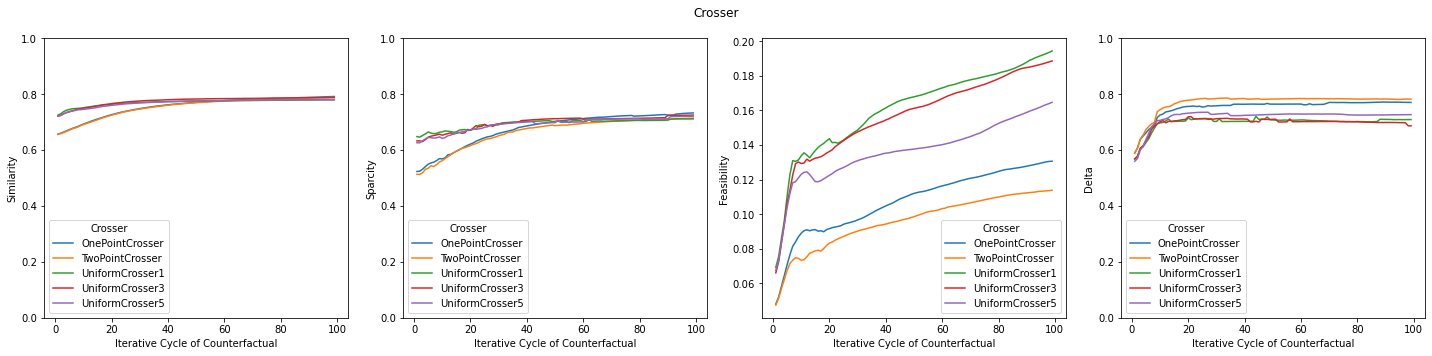 Crosser
Similarity
1.0
0.8
0.6
0.4
0.2
0.0
0
20
40
60
80
100
Iterative Cycle of Counterfactual
Crosser
OnePointCrosser
TwoPointCrosser
UniformCrosser1
UniformCrosser3
UniformCrosser5
Sparcity
1.0
0.8
0.6
0.4
0.2
0.0
0
20
40
60
80
100
Iterative Cycle of Counterfactual
Crosser
OnePointCrosser
TwoPointCrosser
UniformCrosser1
UniformCrosser3
UniformCrosser5
Feasibility
0.20
0.18
0.16
0.14
0.12
0.10
0.08
0.06
0
20
40
60
80
100
Iterative Cycle of Counterfactual
Crosser
OnePointCrosser
TwoPointCrosser
UniformCrosser1
UniformCrosser3
UniformCrosser5
Delta
1.0
0.8
0.6
0.4
0.2
0.0
0
20
40
60
80
100
Iterative Cycle of Counterfactual
Crosser
OnePointCrosser
TwoPointCrosser
UniformCrosser1
UniformCrosser3
UniformCrosser5